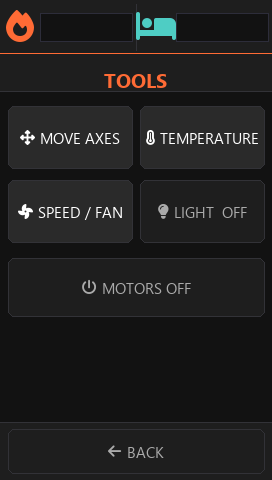 TOOLS
MOVE AXES
TEMPERATURE
SPEED / FAN
LIGHT OFF
MOTORS OFF
BACK